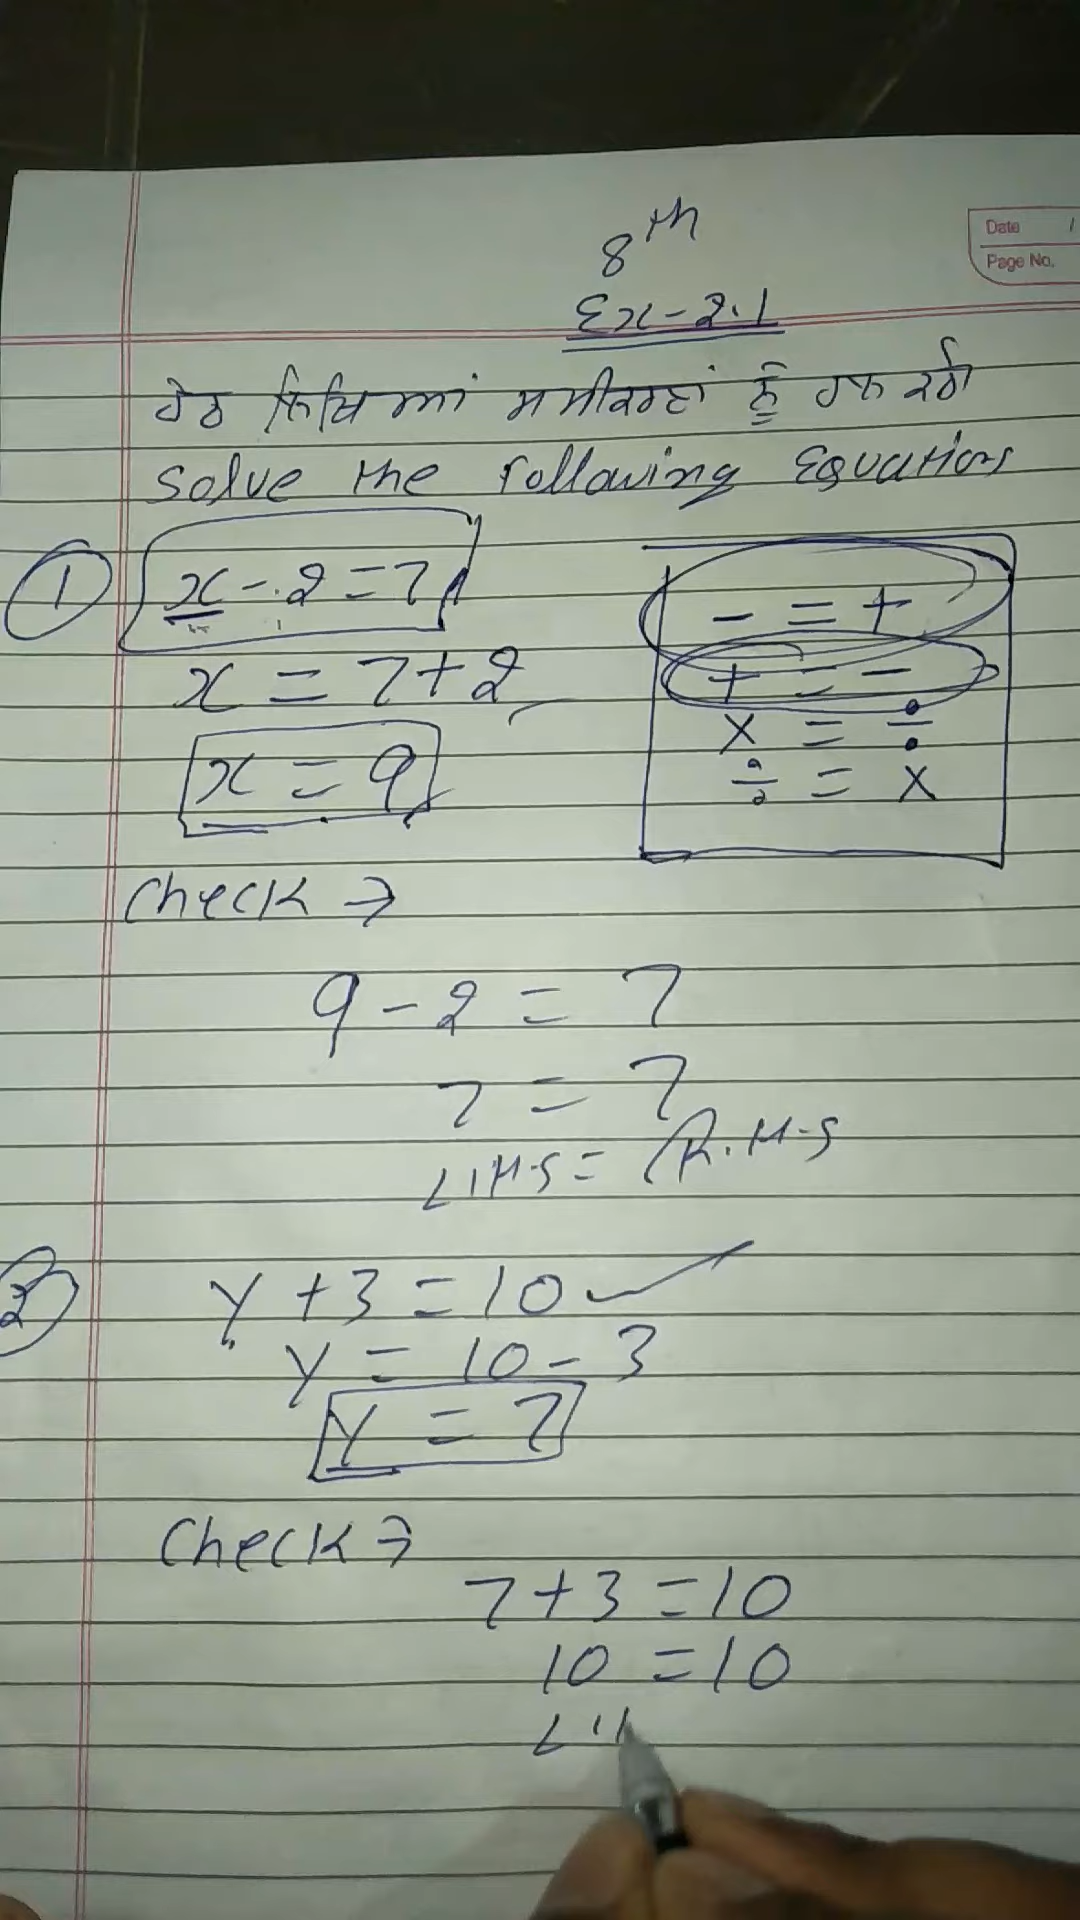 8th
Date 1
Page No.
Ex-2.1
ਹੇਠ ਲਿਖਿਆਂ ਸਮੀਕਰਣਾਂ ਨੂੰ ਹਲ ਕਰੋ
Solve the following Equations
1 x - 2 = 7
x = 7 + 2
x = 9
- = +
+ = -
× = ÷
÷ = ×
Check →
9 - 2 = 7
7 = 7
L.H.S = R.H.S
2 y + 3 = 10
y = 10 - 3
y = 7
Check →
7 + 3 = 10
10 = 10
L.